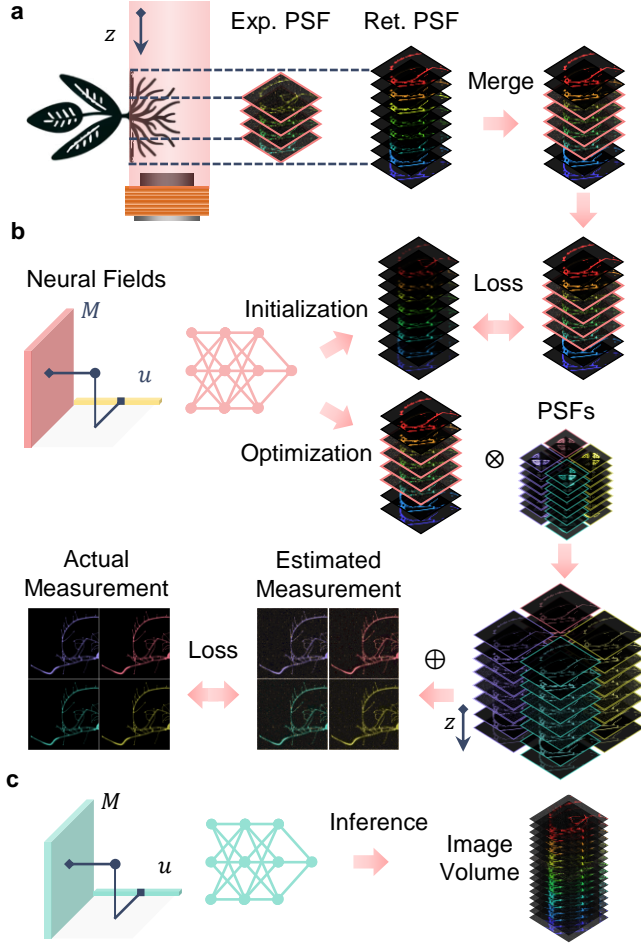 a
z
Exp. PSF
Ret. PSF
Merge
b
Neural Fields
M
u
Initialization
Loss
Optimization
PSFs
⊗
Actual
Measurement
Loss
Estimated
Measurement
⊕
z
c
M
u
Inference
Image
Volume